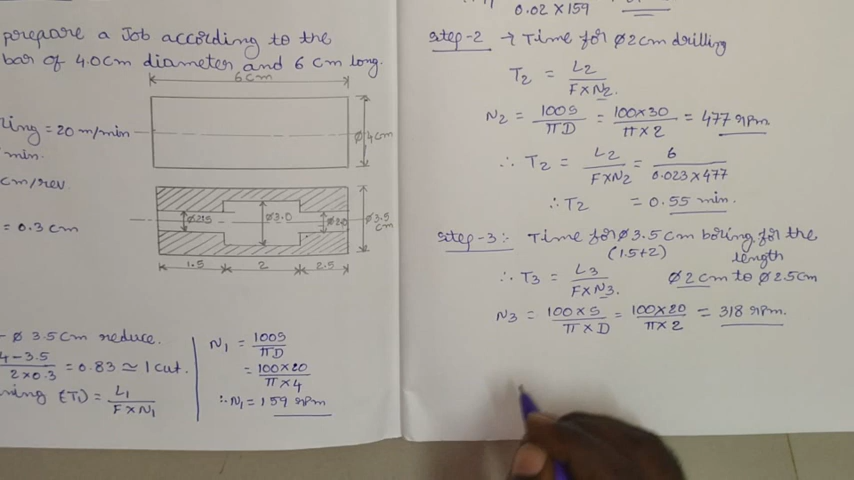 prepare a Job according to the
bar of 4.0cm diameter and 6 cm long.
6cm
ring = 20 m/min
min.
cm/rev
= 0.3 cm
Ø4cm
Ø2.5
Ø3.0
Ø2.0
Ø3.5 cm
1.5
2
2.5
- Ø 3.5cm reduce.
4-3.5 / 2x0.3 = 0.83 ≃ 1 cut.
ning (T₁) = L₁ / F×N₁
N₁ = 100S / πD
= 100×20 / π×4
∴ N₁ = 159 rpm
0.02×159
Step-2 → Time for Ø2cm drilling
T₂ = L₂ / F×N₂
N₂ = 100S / πD = 100×30 / π×2 = 477 rpm
∴ T₂ = L₂ / F×N₂ = 6 / 0.023×477
∴ T₂ = 0.55 min.
Step-3:- Time for Ø3.5cm boring for the
(1.5+2) length
∴ T₃ = L₃ / F×N₃. Ø2cm to Ø2.5cm
N₃ = 100×S / π×D = 100×20 / π×2 = 318 rpm.